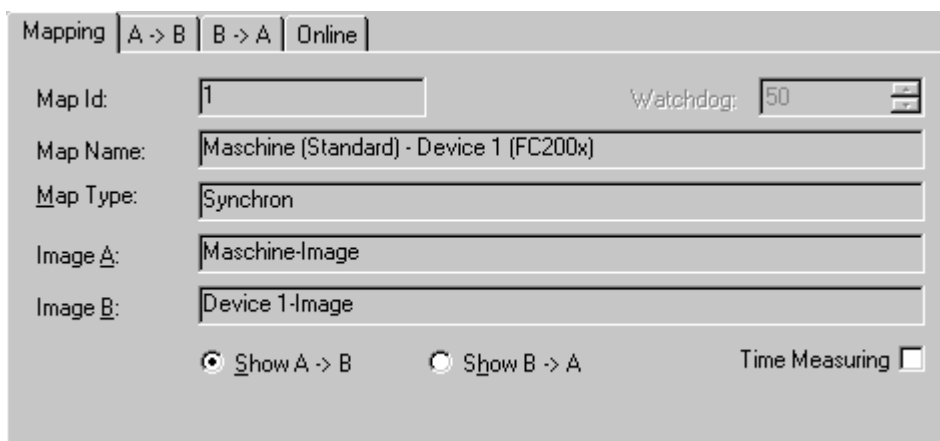 Mapping A -> B B -> A Online
Map Id: 1 Watchdog: 50
Map Name: Maschine (Standard) - Device 1 (FC200x)
Map Type: Synchron
Image A: Maschine-Image
Image B: Device 1-Image
Show A -> B Show B -> A Time Measuring